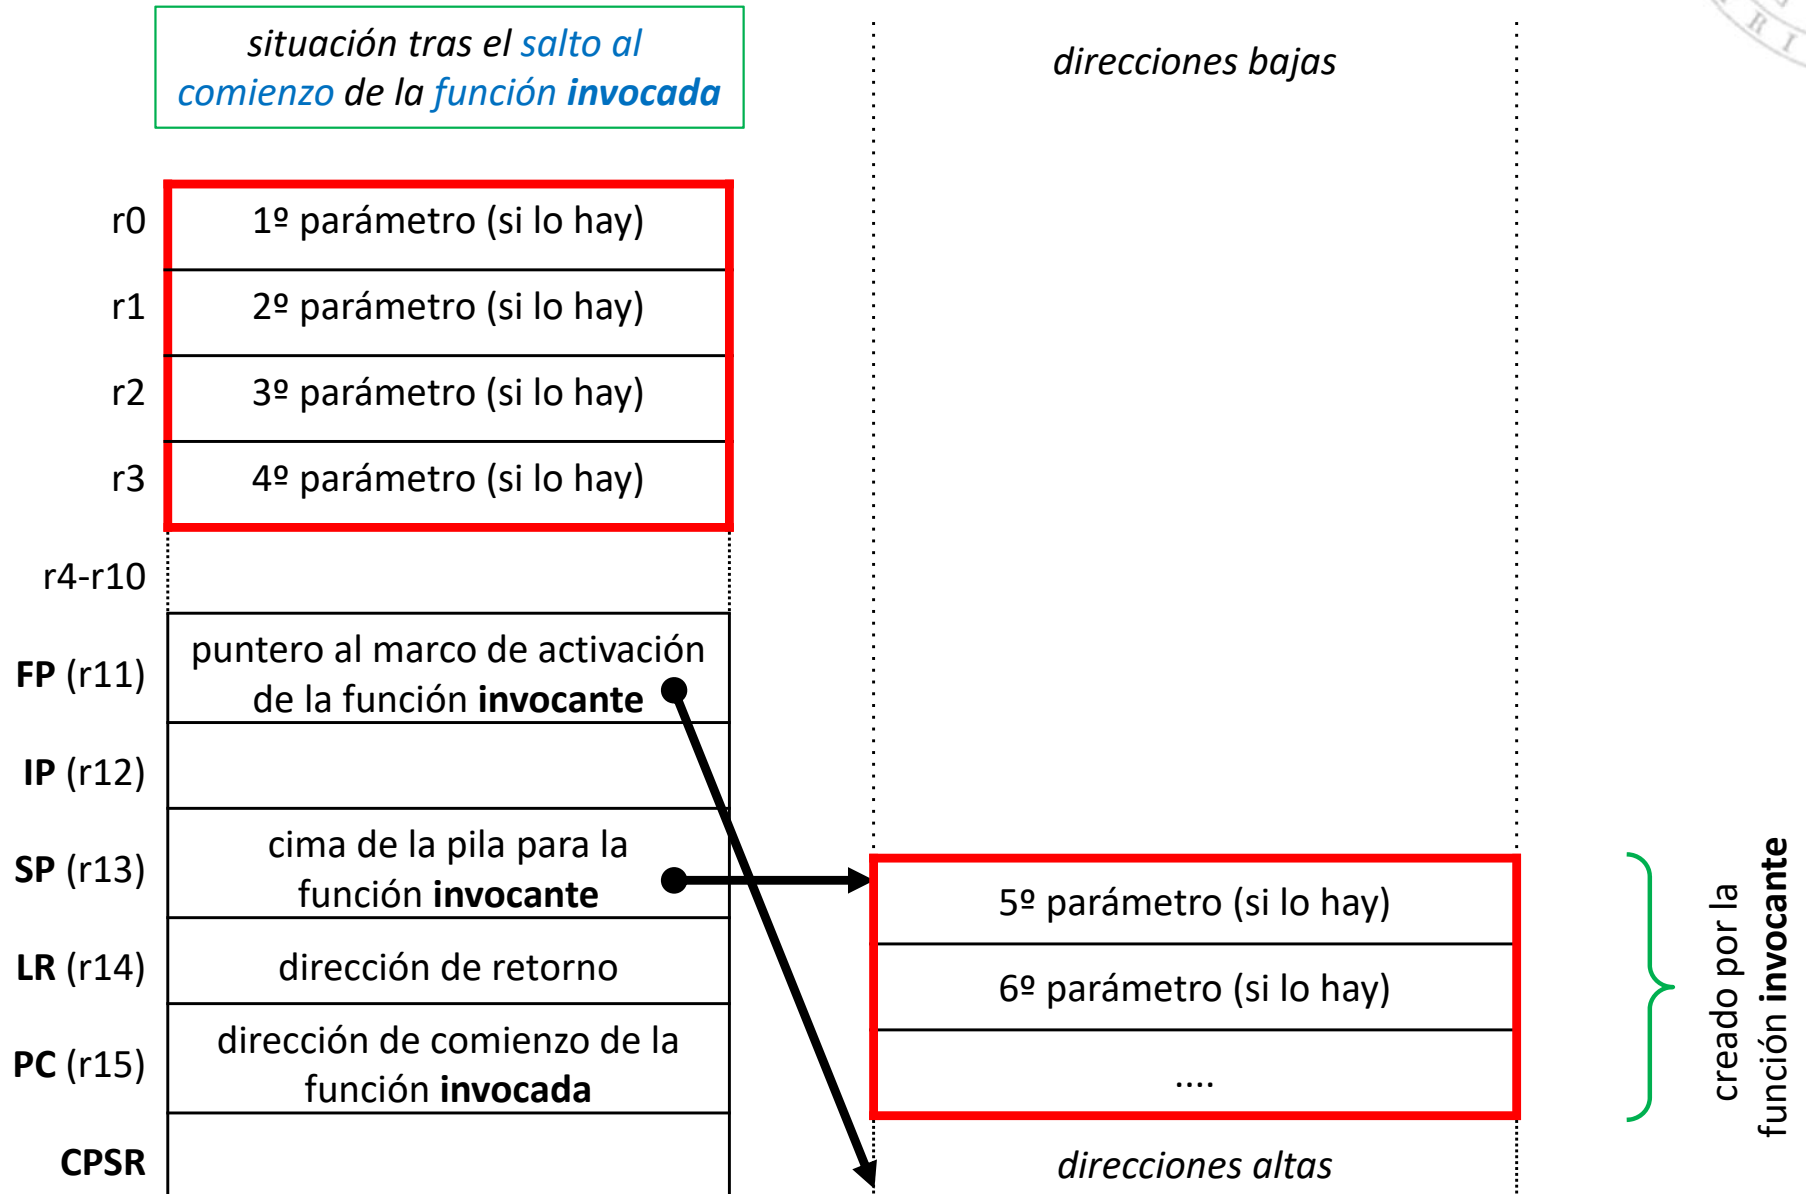 situación tras el salto al
comienzo de la función invocada
direcciones bajas
r0
1º parámetro (si lo hay)
r1
2º parámetro (si lo hay)
r2
3º parámetro (si lo hay)
r3
4º parámetro (si lo hay)
r4-r10
FP (r11)
puntero al marco de activación
de la función invocante
IP (r12)
SP (r13)
cima de la pila para la
función invocante
5º parámetro (si lo hay)
LR (r14)
dirección de retorno
6º parámetro (si lo hay)
PC (r15)
dirección de comienzo de la
función invocada
....
CPSR
direcciones altas
creado por la
función invocante